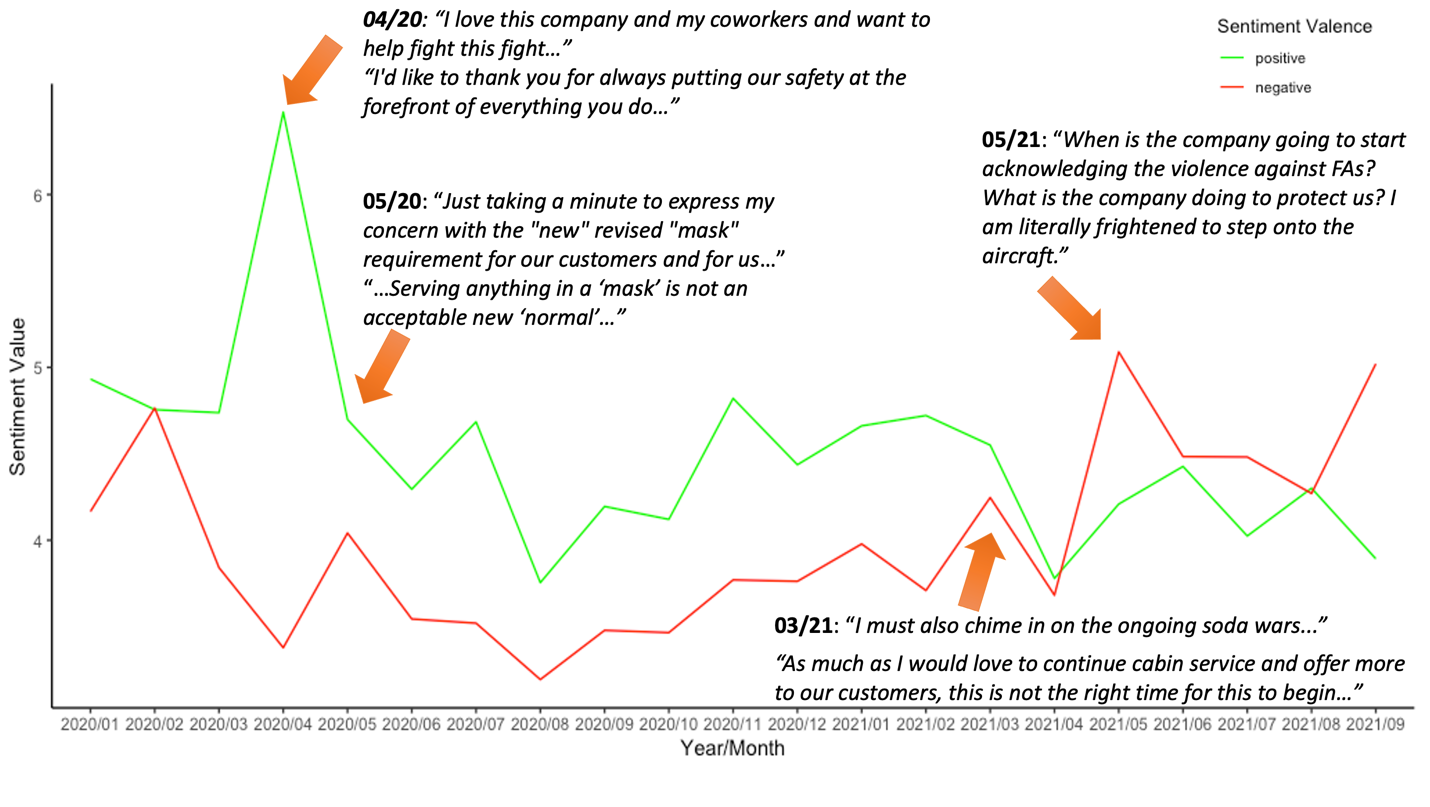 04/20: “I love this company and my coworkers and want to
help fight this fight…”
“I'd like to thank you for always putting our safety at the
forefront of everything you do…”
Sentiment Valence
positive
negative
05/21: “When is the company going to start
acknowledging the violence against FAs?
What is the company doing to protect us? I
am literally frightened to step onto the
aircraft.”
05/20: “Just taking a minute to express my
concern with the "new" revised "mask"
requirement for our customers and for us…”
“…Serving anything in a ‘mask’ is not an
acceptable new ‘normal’…”
6
5
4
Sentiment Value
03/21: “I must also chime in on the ongoing soda wars...”
“As much as I would love to continue cabin service and offer more
to our customers, this is not the right time for this to begin…”
2020/01 2020/02 2020/03 2020/04 2020/05 2020/06 2020/07 2020/08 2020/09 2020/10 2020/11 2020/12 2021/01 2021/02 2021/03 2021/04 2021/05 2021/06 2021/07 2021/08 2021/09
Year/Month